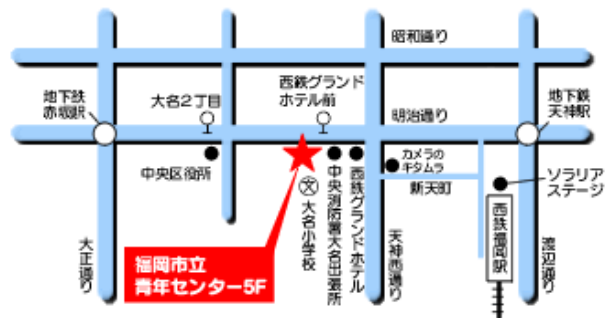 昭和通り
西鉄グランド
ホテル前
地下鉄
赤坂駅
大名2丁目
明治通り
地下鉄
天神駅
中央区役所
カメラの
キタムラ
新天町
ソラリア
ステージ
文
大名小学校
中央消防署大名出張所
西鉄グランドホテル
西鉄福岡駅
大正通り
天神西通り
渡辺通り
福岡市立
青年センター5F